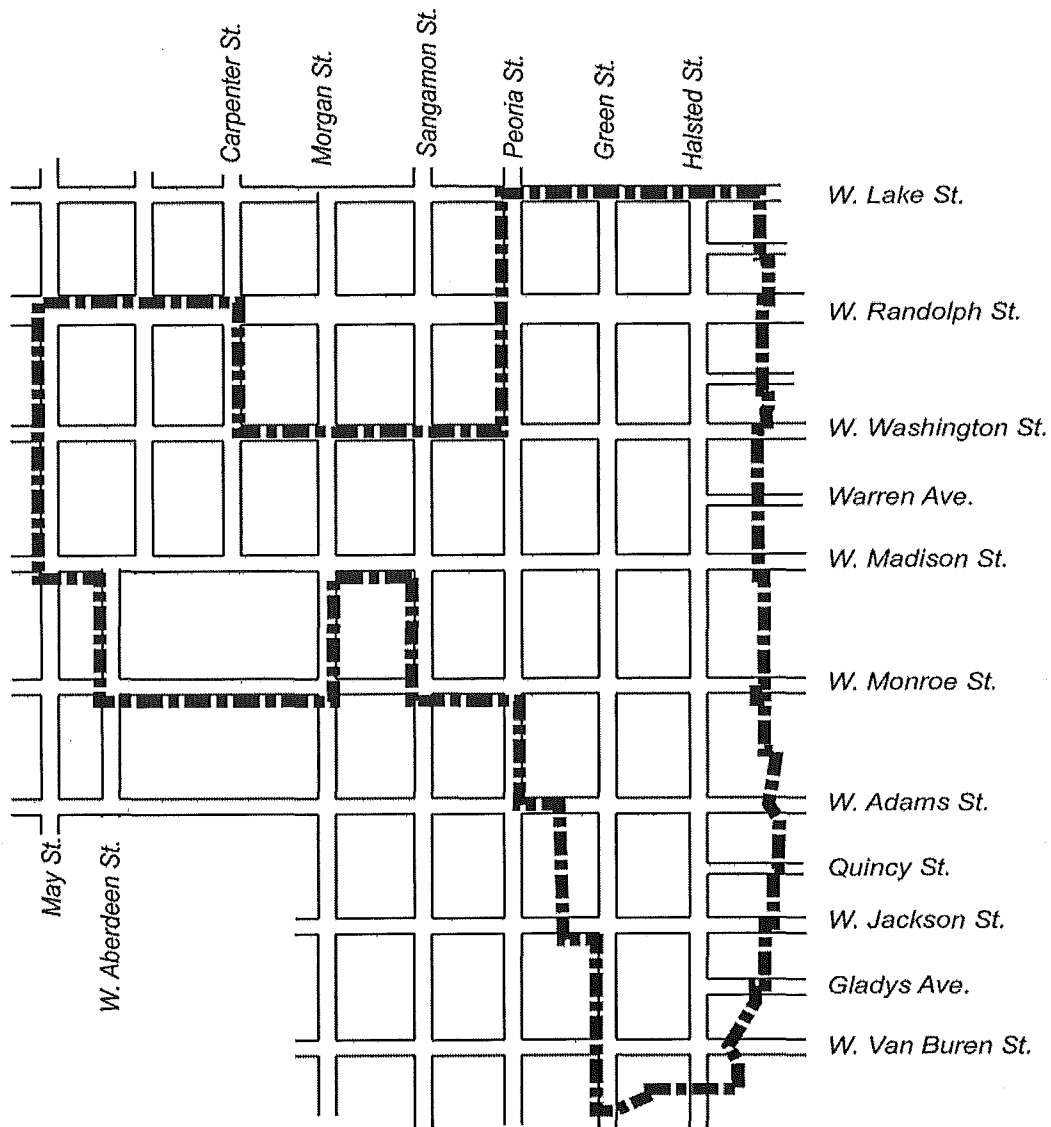 Carpenter St.
Morgan St.
Sangamon St.
Peoria St.
Green St.
Halsted St.
W. Lake St.
W. Randolph St.
W. Washington St.
Warren Ave.
W. Madison St.
W. Monroe St.
W. Adams St.
Quincy St.
W. Jackson St.
Gladys Ave.
W. Van Buren St.
May St.
W. Aberdeen St.